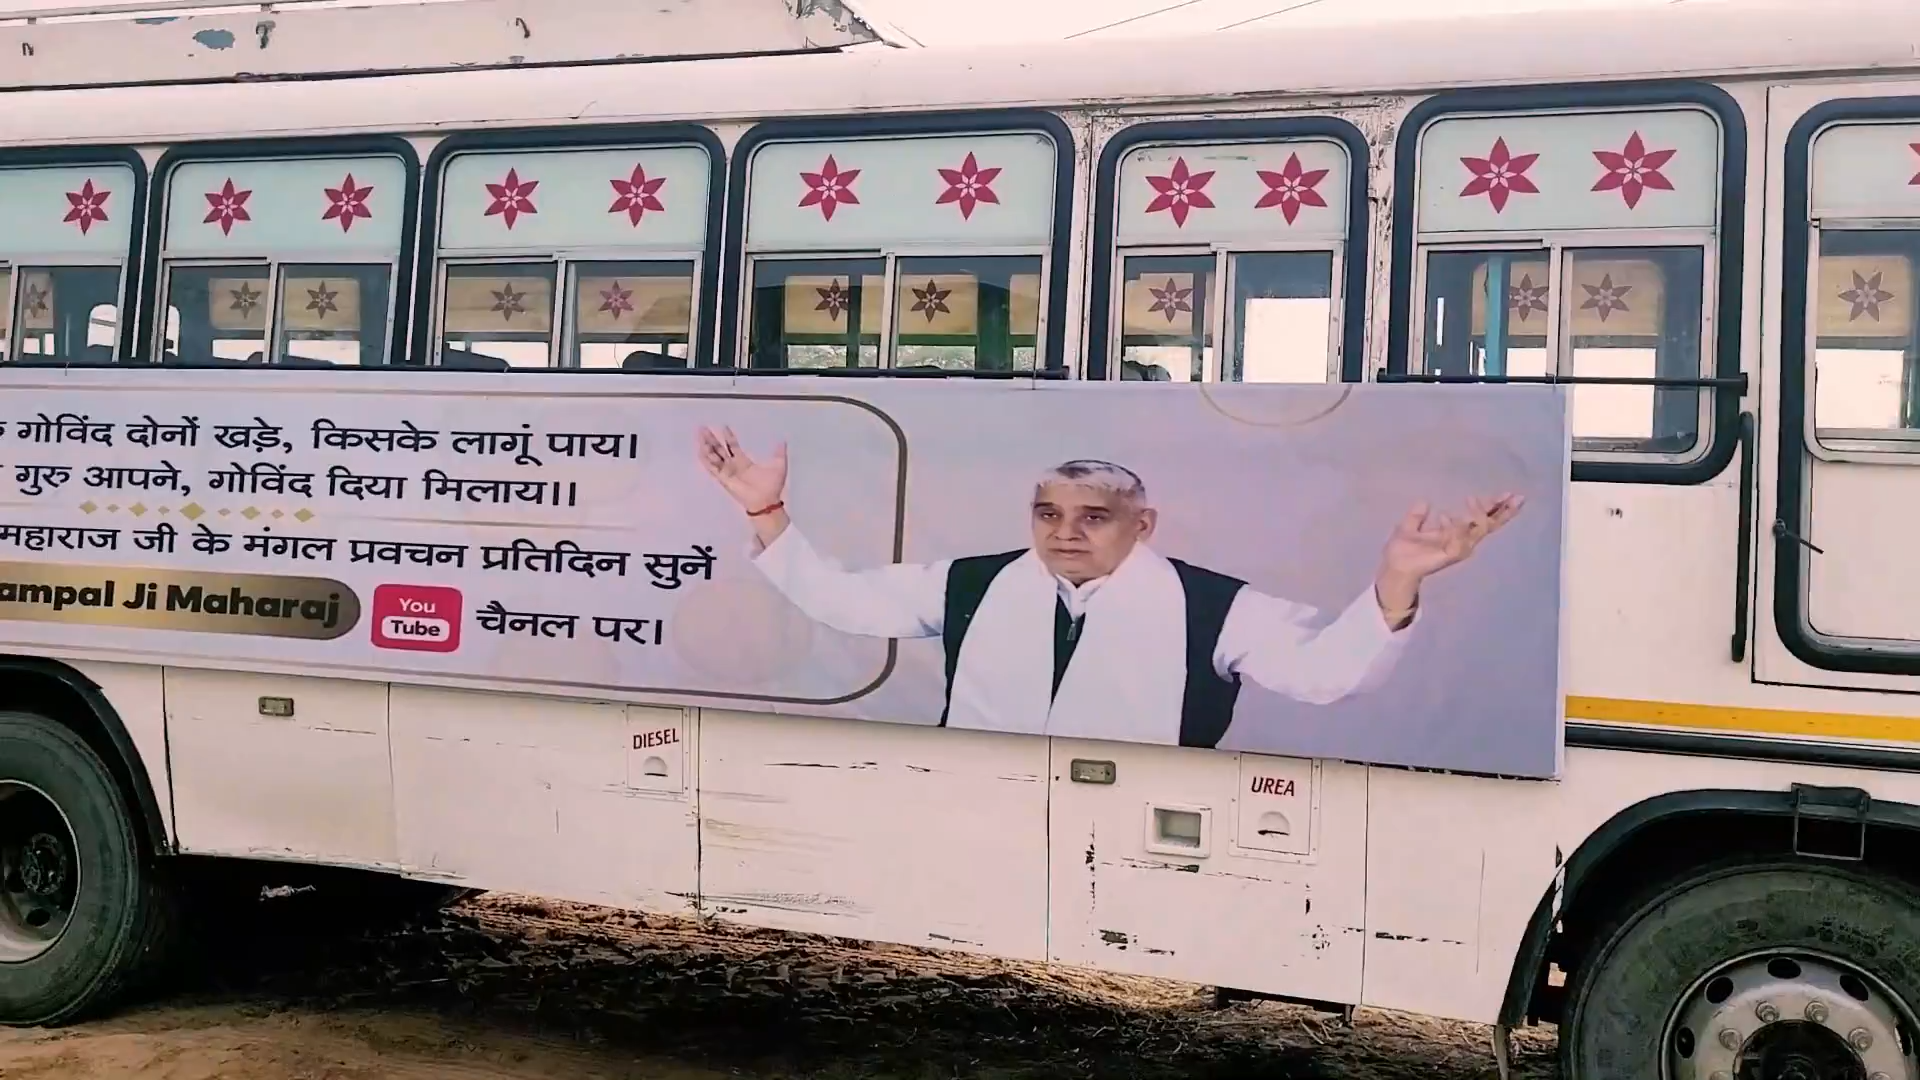 गोविंद दोनों खड़े, किसके लागूं पाय।
गुरु आपने, गोविंद दिया मिलाय।।
महाराज जी के मंगल प्रवचन प्रतिदिन सुनें
ampal Ji Maharaj You Tube चैनल पर।
DIESEL
UREA